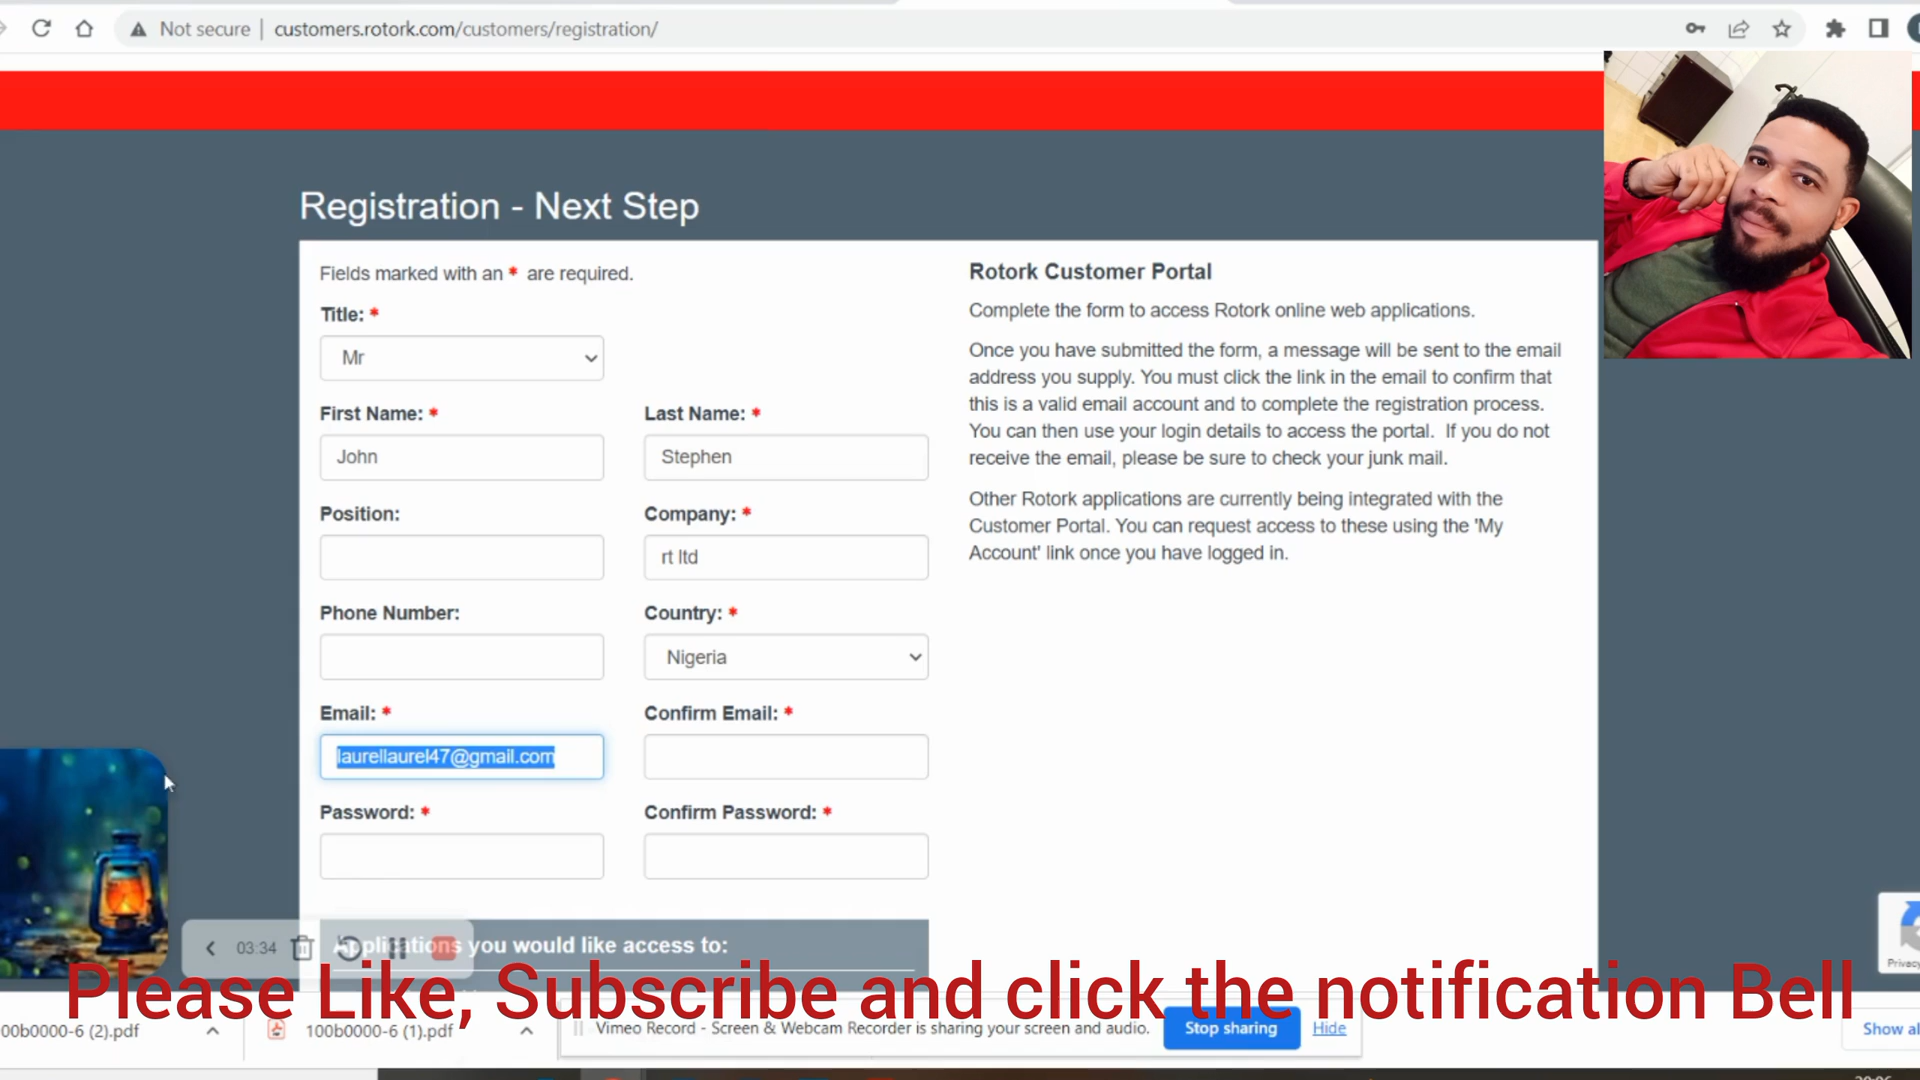 Not secure | customers.rotork.com/customers/registration/
Registration - Next Step
Fields marked with an * are required.
Title: *
Mr
First Name: *
Last Name: *
John
Stephen
Position:
Company: *
rt ltd
Phone Number:
Country: *
Nigeria
Email: *
Confirm Email: *
laurellaurel47@gmail.com
Password: *
Confirm Password: *
Applications you would like access to:
Rotork Customer Portal
Complete the form to access Rotork online web applications.
Once you have submitted the form, a message will be sent to the email
address you supply. You must click the link in the email to confirm that
this is a valid email account and to complete the registration process.
You can then use your login details to access the portal. If you do not
receive the email, please be sure to check your junk mail.
Other Rotork applications are currently being integrated with the
Customer Portal. You can request access to these using the 'My
Account' link once you have logged in.
03:34
Privacy
Please Like, Subscribe and click the notification Bell
00b0000-6 (2).pdf
100b0000-6 (1).pdf
Vimeo Record - Screen & Webcam Recorder is sharing your screen and audio.
Stop sharing
Hide
Show al